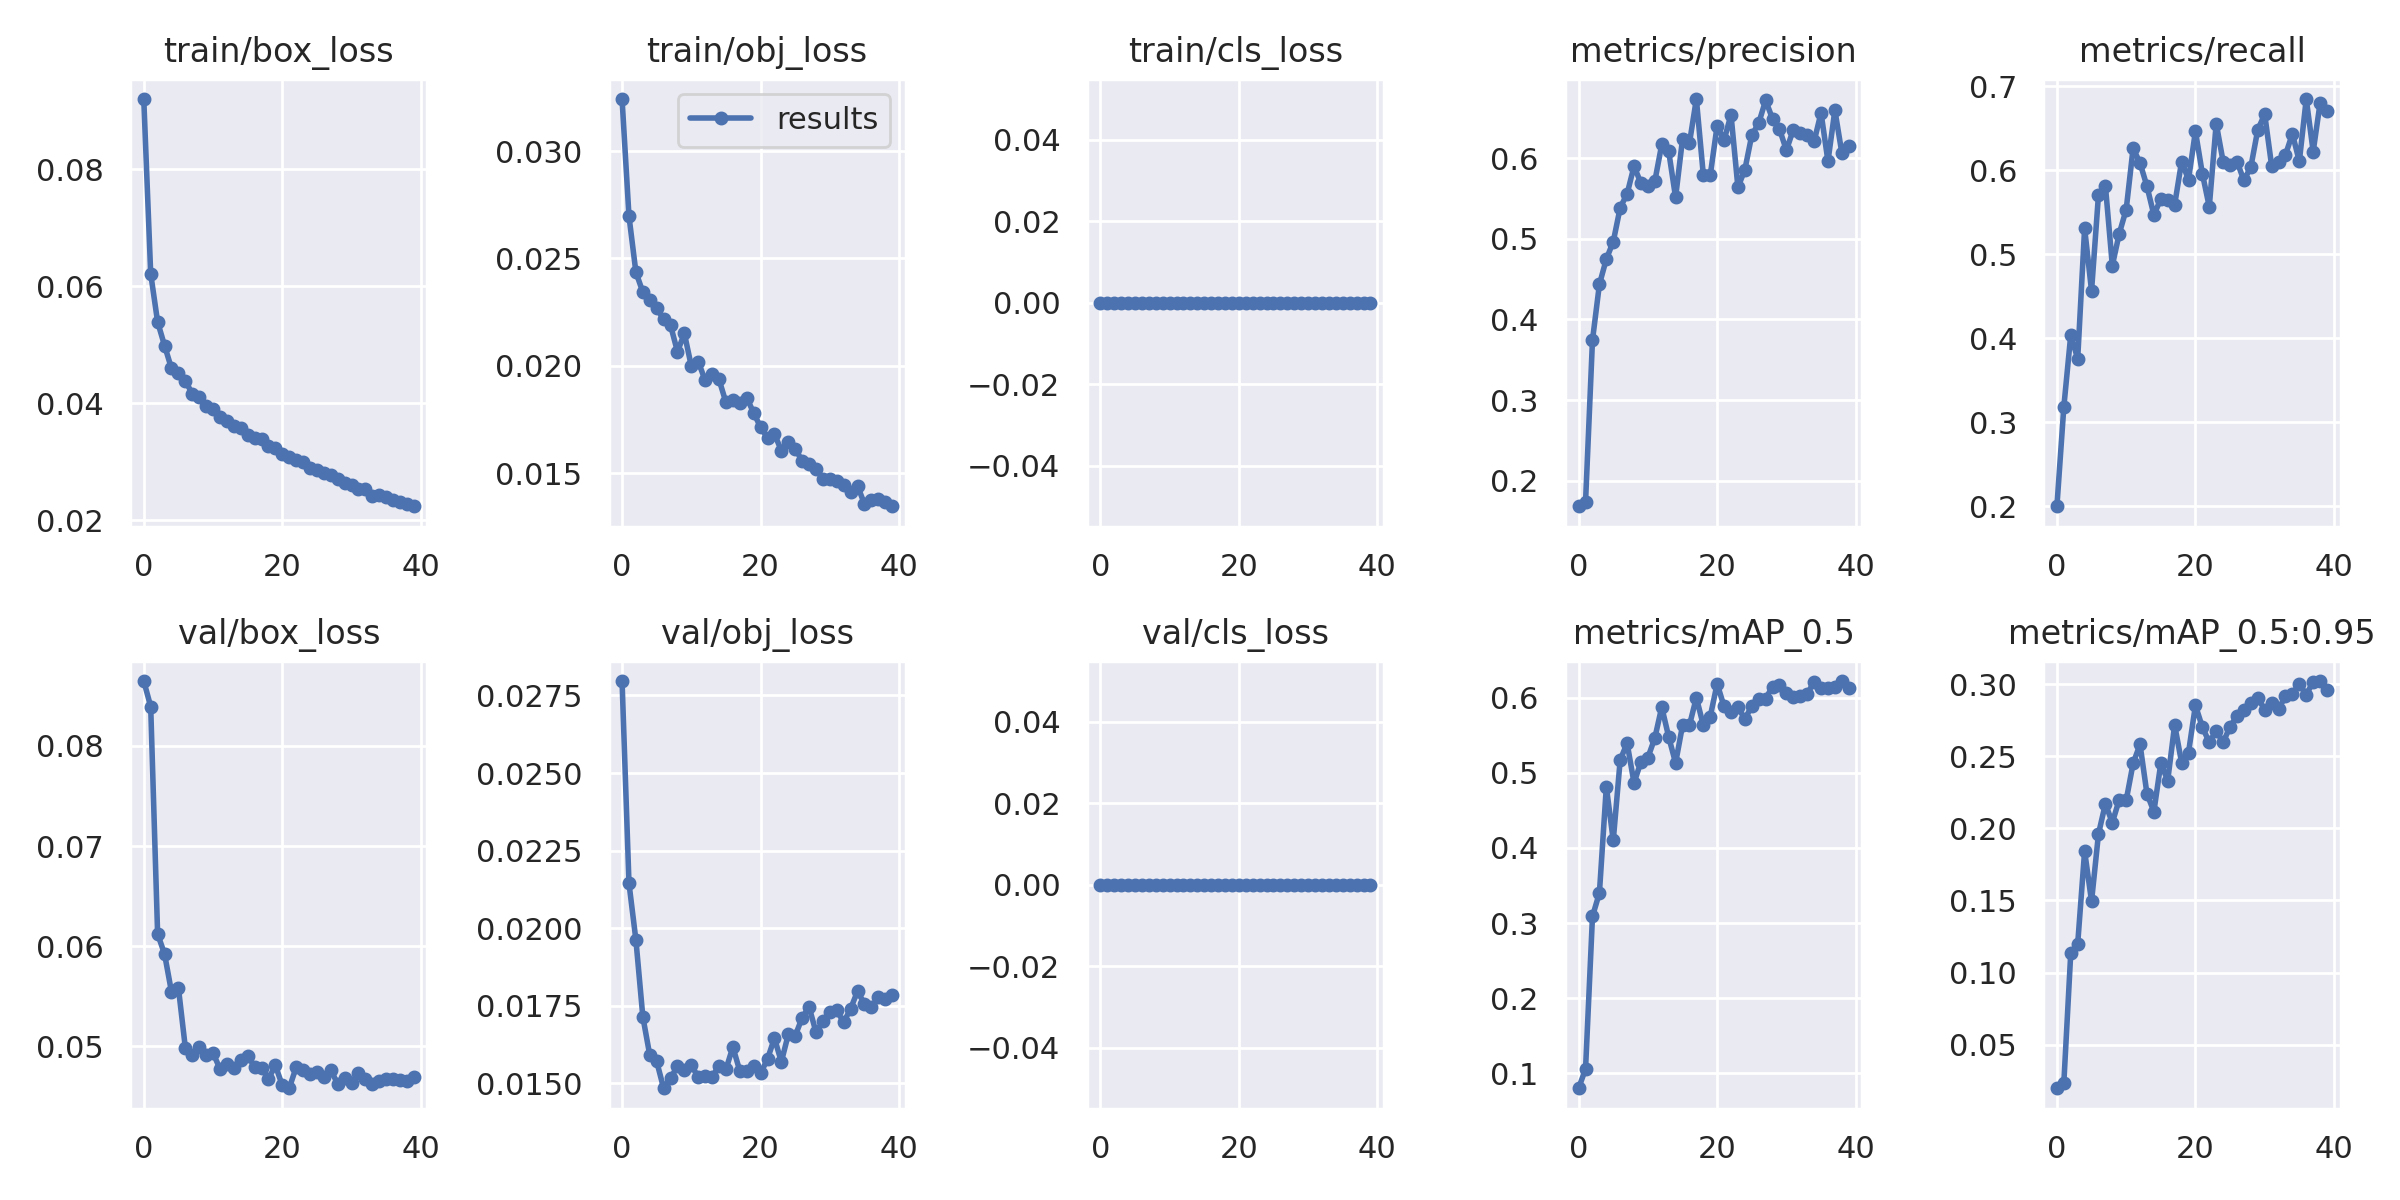 train/box_loss
0.08
0.06
0.04
0.02
0 20 40
train/obj_loss
results
0.030
0.025
0.020
0.015
0 20 40
train/cls_loss
0.04
0.02
0.00
−0.02
−0.04
0 20 40
metrics/precision
0.6
0.5
0.4
0.3
0.2
0 20 40
metrics/recall
0.7
0.6
0.5
0.4
0.3
0.2
0 20 40
val/box_loss
0.08
0.07
0.06
0.05
0 20 40
val/obj_loss
0.0275
0.0250
0.0225
0.0200
0.0175
0.0150
0 20 40
val/cls_loss
0.04
0.02
0.00
−0.02
−0.04
0 20 40
metrics/mAP_0.5
0.6
0.5
0.4
0.3
0.2
0.1
0 20 40
metrics/mAP_0.5:0.95
0.30
0.25
0.20
0.15
0.10
0.05
0 20 40